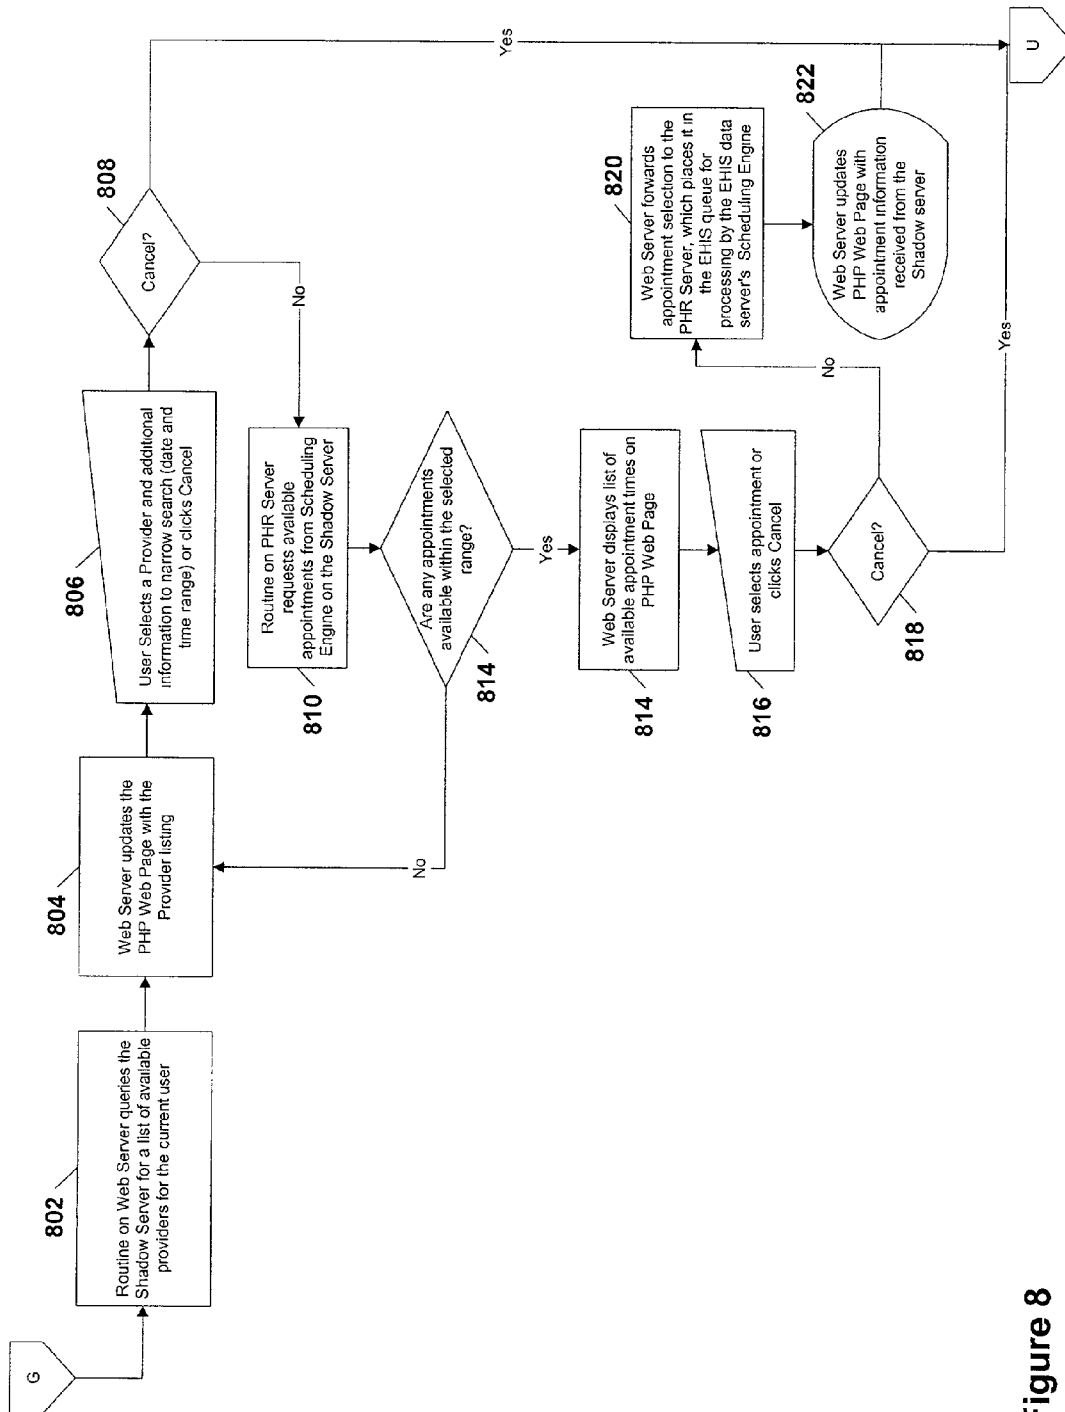 G
802
Routine on Web Server queries the
Shadow Server for a list of available
providers for the current user
804
Web Server updates the
PHP Web Page with the
Provider listing
806
User Selects a Provider and additional
information to narrow search (date and
time range) or clicks Cancel
808
Cancel?
Yes
No
810
Routine on PHR Server
requests available
appointments from Scheduling
Engine on the Shadow Server
814
Are any appointments
available within the selected
range?
No
Yes
814
Web Server displays list of
available appointment times on
PHP Web Page
816
User selects appointment or
clicks Cancel
818
Cancel?
No
Yes
820
Web Server forwards
appointment selection to the
PHR Server, which places it in
the EHIS queue for
processing by the EHIS data
server's Scheduling Engine
822
Web Server updates
PHP Web Page with
appointment information
received from the
Shadow server
U
Figure 8